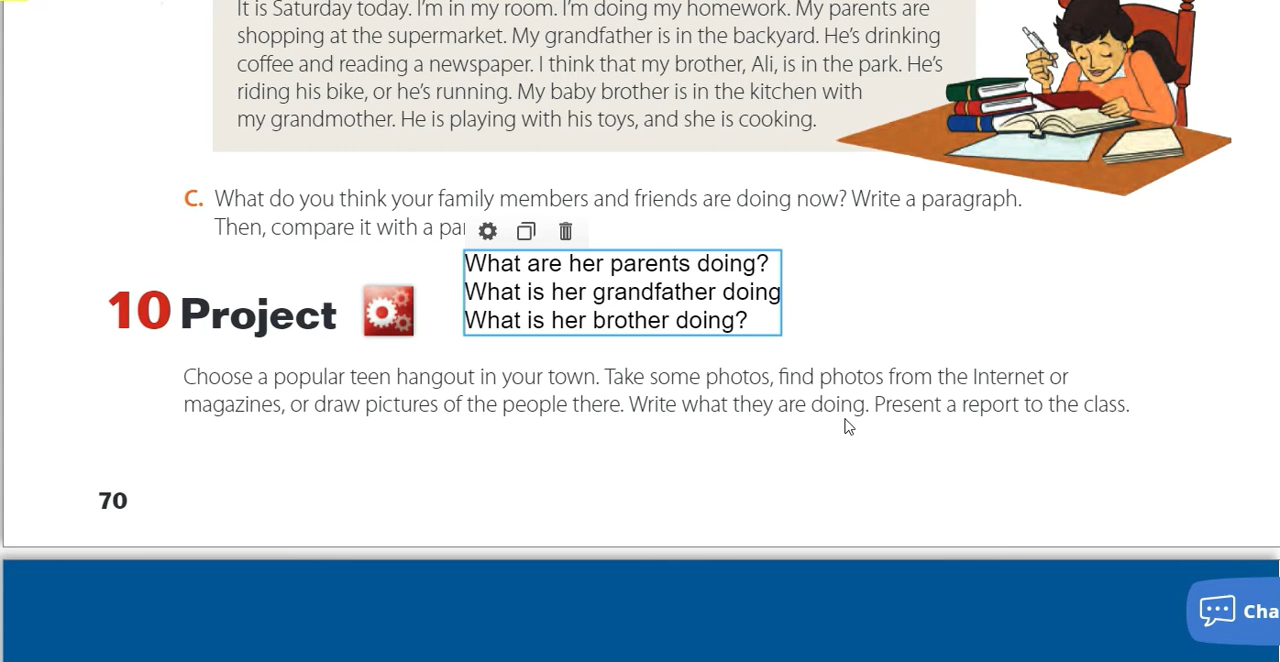 It is Saturday today. I'm in my room. I'm doing my homework. My parents are
shopping at the supermarket. My grandfather is in the backyard. He's drinking
coffee and reading a newspaper. I think that my brother, Ali, is in the park. He's
riding his bike, or he's running. My baby brother is in the kitchen with
my grandmother. He is playing with his toys, and she is cooking.
C. What do you think your family members and friends are doing now? Write a paragraph.
Then, compare it with a
What are her parents doing?
What is her grandfather doing
What is her brother doing?
10 Project
Choose a popular teen hangout in your town. Take some photos, find photos from the Internet or
magazines, or draw pictures of the people there. Write what they are doing. Present a report to the class.
70